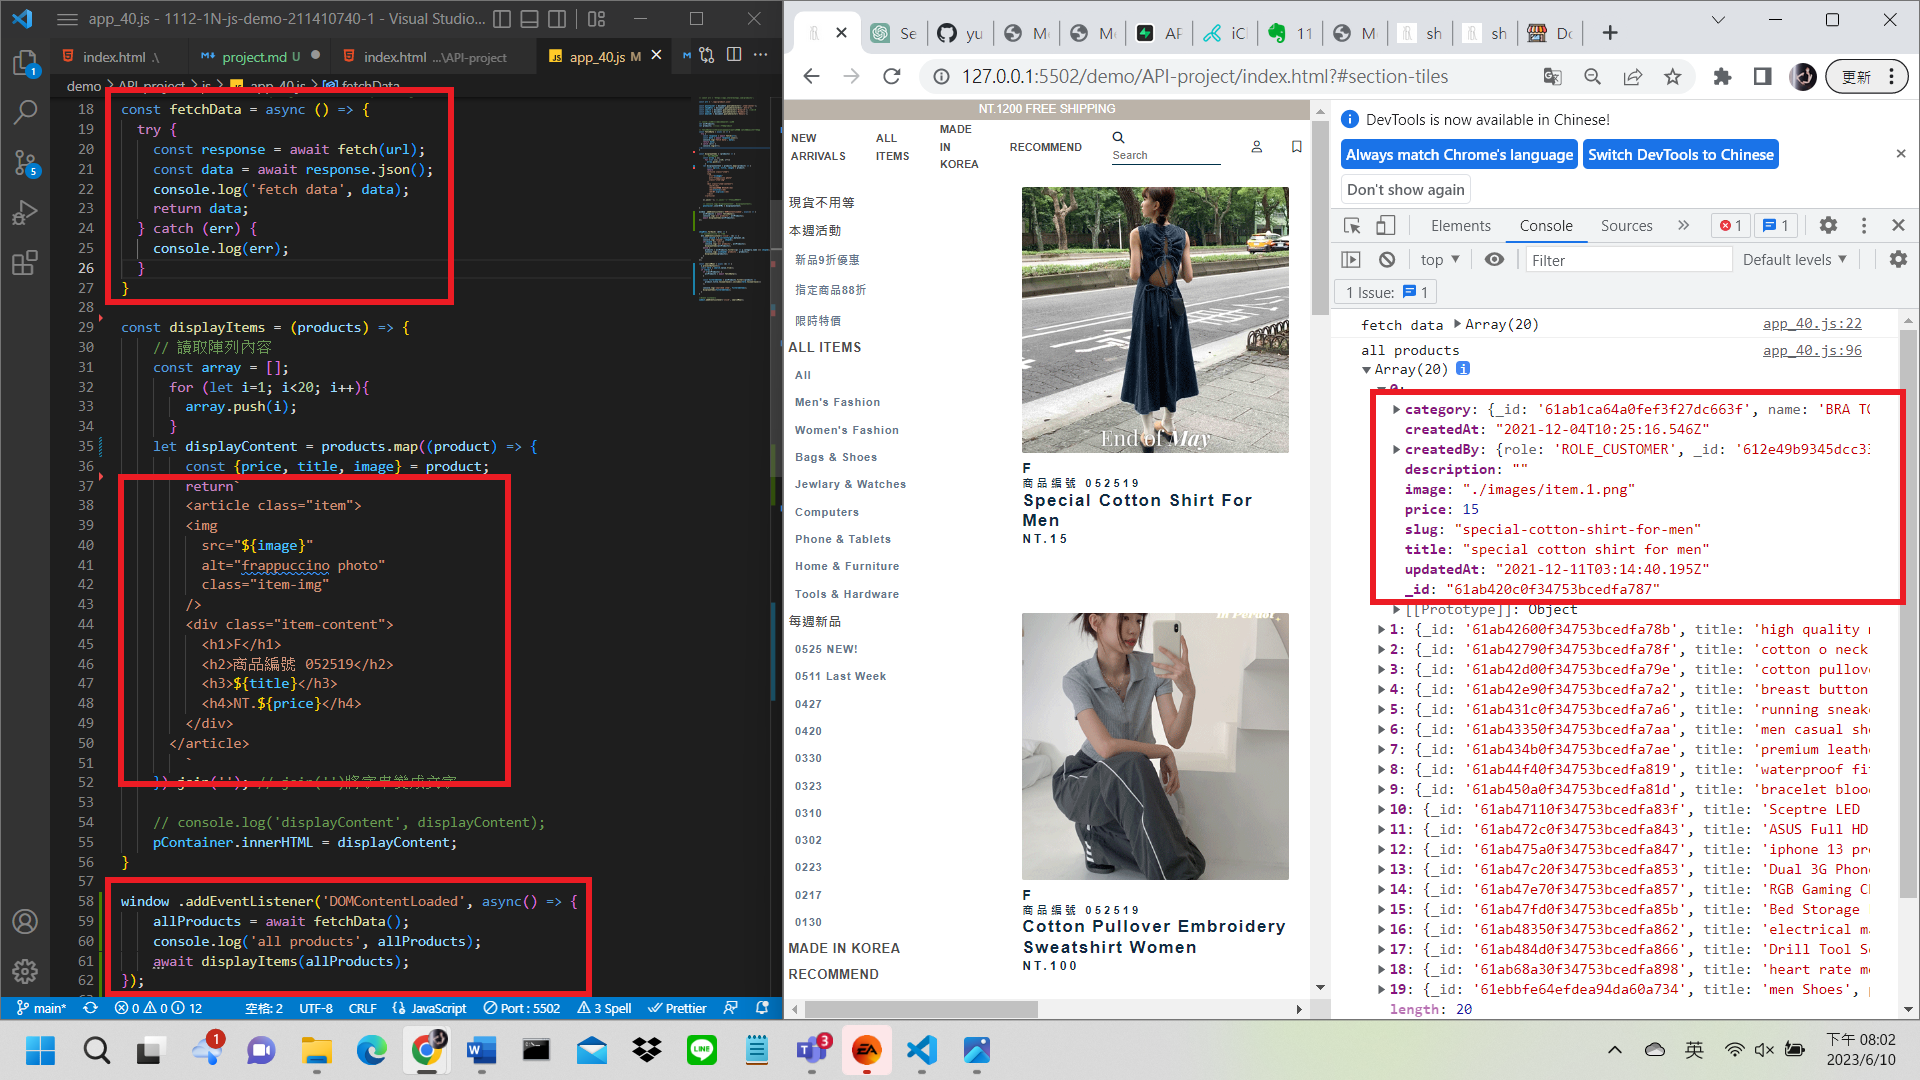 app_40.js - 1112-1N-js-demo-211410740-1 - Visual Studio...
index.html .\
project.md U
index.html ...\API-project
app_40.js M
demo
API-project
js
app_40.js
fetchData
18 const fetchData = async () => {
19 try {
20 const response = await fetch(url);
21 const data = await response.json();
22 console.log('fetch data', data);
23 return data;
24 } catch (err) {
25 console.log(err);
26 }
27 }
28
29 const displayItems = (products) => {
30 // 讀取陣列內容
31 const array = [];
32 for (let i=1; i<20; i++){
33 array.push(i);
34 }
35 let displayContent = products.map((product) => {
36 const {price, title, image} = product;
37 return`
38 <article class="item">
39 <img
40 src="${image}"
41 alt="frappuccino photo"
42 class="item-img"
43 />
44 <div class="item-content">
45 <h1>F</h1>
46 <h2>商品編號 052519</h2>
47 <h3>${title}</h3>
48 <h4>NT.${price}</h4>
49 </div>
50 </article>
51 `
52 }).join(''); // join('')將字串變成文字
53
54 // console.log('displayContent', displayContent);
55 pContainer.innerHTML = displayContent;
56 }
57
58 window .addEventListener('DOMContentLoaded', async() => {
59 allProducts = await fetchData();
60 console.log('all products', allProducts);
61 await displayItems(allProducts);
62 });
main*
0 0 12
空格: 2
UTF-8
CRLF
{} JavaScript
Port : 5502
3 Spell
Prettier
1
5
Se
yu
Me
Me
AP
iCl
11
M
sh
sh
Do
127.0.0.1:5502/demo/API-project/index.html?#section-tiles
更新
NT.1200 FREE SHIPPING
NEW ARRIVALS
ALL ITEMS
MADE IN KOREA
RECOMMEND
Search
現貨不用等
本週活動
新品9折優惠
指定商品88折
限時特價
ALL ITEMS
All
Men's Fashion
Women's Fashion
Bags & Shoes
Jewlary & Watches
Computers
Phone & Tablets
Home & Furniture
Tools & Hardware
每週新品
0525 NEW!
0511 Last Week
0427
0420
0330
0323
0310
0302
0223
0217
0130
MADE IN KOREA
RECOMMEND
End of May
F
商品編號 052519
Special Cotton Shirt For Men
NT.15
F
商品編號 052519
Cotton Pullover Embroidery Sweatshirt Women
NT.100
DevTools is now available in Chinese!
Always match Chrome's language
Switch DevTools to Chinese
Don't show again
Elements
Console
Sources
1
1
top
Filter
Default levels
1 Issue: 1
fetch data Array(20) app_40.js:22
all products app_40.js:96
Array(20)
0:
category: {_id: '61ab1ca64a0fef3f27dc663f', name: 'BRA TO
createdAt: "2021-12-04T10:25:16.546Z"
createdBy: {role: 'ROLE_CUSTOMER', _id: '612e49b9345dcc33
description: ""
image: "./images/item.1.png"
price: 15
slug: "special-cotton-shirt-for-men"
title: "special cotton shirt for men"
updatedAt: "2021-12-11T03:14:40.195Z"
_id: "61ab420c0f34753bcedfa787"
[[Prototype]]: Object
1: {_id: '61ab42600f34753bcedfa78b', title: 'high quality
2: {_id: '61ab42790f34753bcedfa78f', title: 'cotton o neck
3: {_id: '61ab42d00f34753bcedfa79e', title: 'cotton pullove
4: {_id: '61ab42e90f34753bcedfa7a2', title: 'breast button
5: {_id: '61ab431c0f34753bcedfa7a6', title: 'running sneake
6: {_id: '61ab43350f34753bcedfa7aa', title: 'men casual sho
7: {_id: '61ab434b0f34753bcedfa7ae', title: 'premium leathe
8: {_id: '61ab44f40f34753bcedfa819', title: 'waterproof fit
9: {_id: '61ab450a0f34753bcedfa81d', title: 'bracelet blood
10: {_id: '61ab47110f34753bcedfa83f', title: 'Sceptre LED
11: {_id: '61ab472c0f34753bcedfa843', title: 'ASUS Full HD
12: {_id: '61ab475a0f34753bcedfa847', title: 'iphone 13 pro
13: {_id: '61ab47c20f34753bcedfa853', title: 'Dual 3G Phone
14: {_id: '61ab47e70f34753bcedfa857', title: 'RGB Gaming Ch
15: {_id: '61ab47fd0f34753bcedfa85b', title: 'Bed Storage
16: {_id: '61ab48350f34753bcedfa862', title: 'electrical ma
17: {_id: '61ab484d0f34753bcedfa866', title: 'Drill Tool Se
18: {_id: '61ab68a30f34753bcedfa898', title: 'heart rate mo
19: {_id: '61ebbfe64efdea94da60a734', title: 'men Shoes', p
length: 20
1
3
英
下午 08:02
2023/6/10